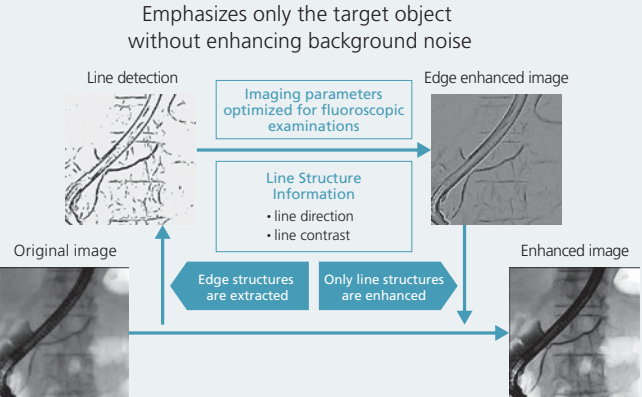 Emphasizes only the target object
without enhancing background noise
Line detection
Imaging parameters
optimized for fluoroscopic
examinations
Edge enhanced image
Line Structure
Information
• line direction
• line contrast
Original image
Edge structures
are extracted
Only line structures
are enhanced
Enhanced image